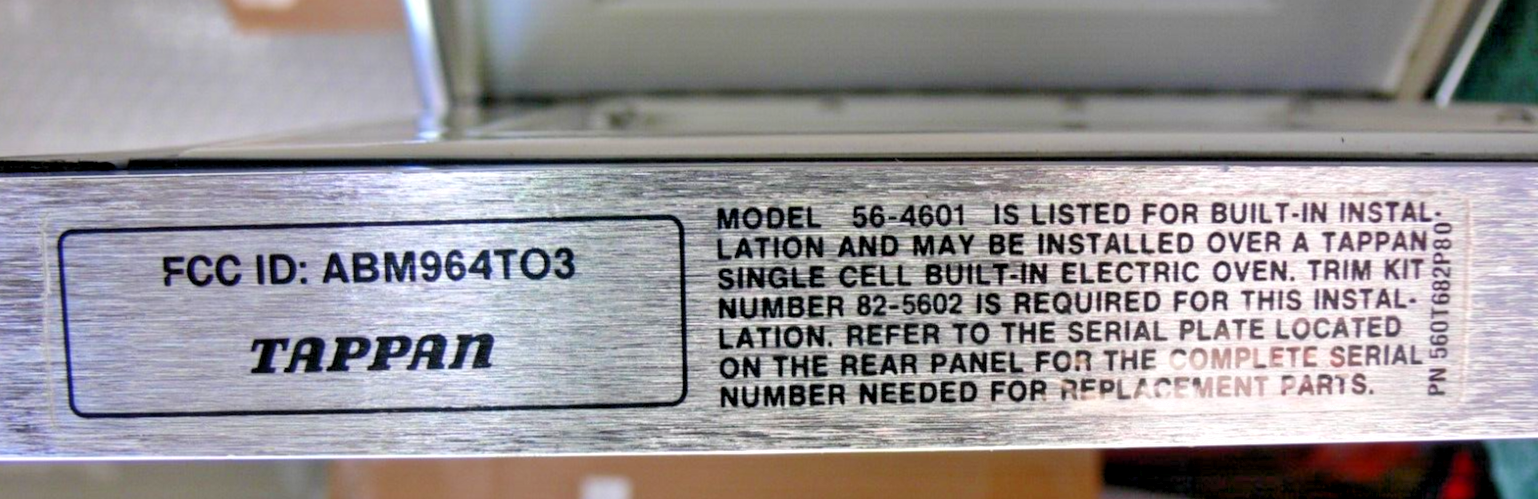 FCC ID: ABM964TO3
TAPPAN
MODEL 56-4601 IS LISTED FOR BUILT-IN INSTAL-
LATION AND MAY BE INSTALLED OVER A TAPPAN
SINGLE CELL BUILT-IN ELECTRIC OVEN. TRIM KIT
NUMBER 82-5602 IS REQUIRED FOR THIS INSTAL-
LATION. REFER TO THE SERIAL PLATE LOCATED
ON THE REAR PANEL FOR THE COMPLETE SERIAL
NUMBER NEEDED FOR REPLACEMENT PARTS.
PN 560T682P80